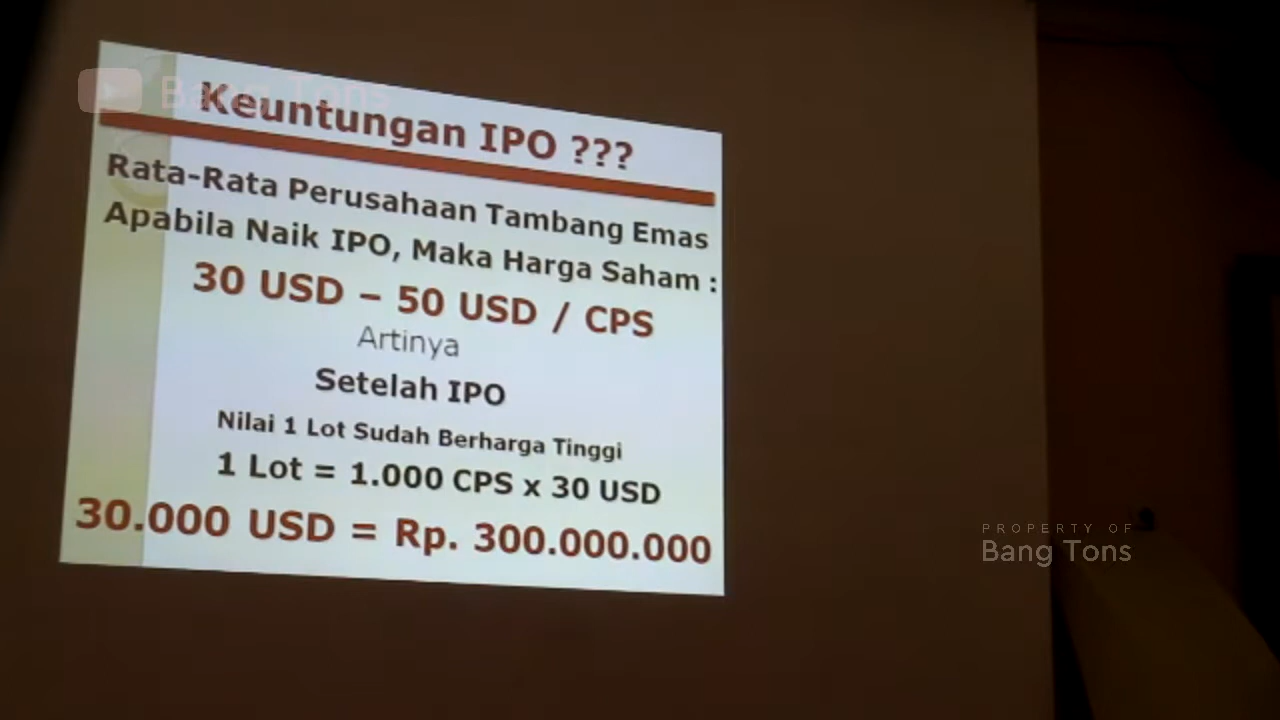 Bang Tons
Keuntungan IPO ???
Rata-Rata Perusahaan Tambang Emas
Apabila Naik IPO, Maka Harga Saham :
30 USD – 50 USD / CPS
Artinya
Setelah IPO
Nilai 1 Lot Sudah Berharga Tinggi
1 Lot = 1.000 CPS x 30 USD
30.000 USD = Rp. 300.000.000
PROPERTY OF
Bang Tons